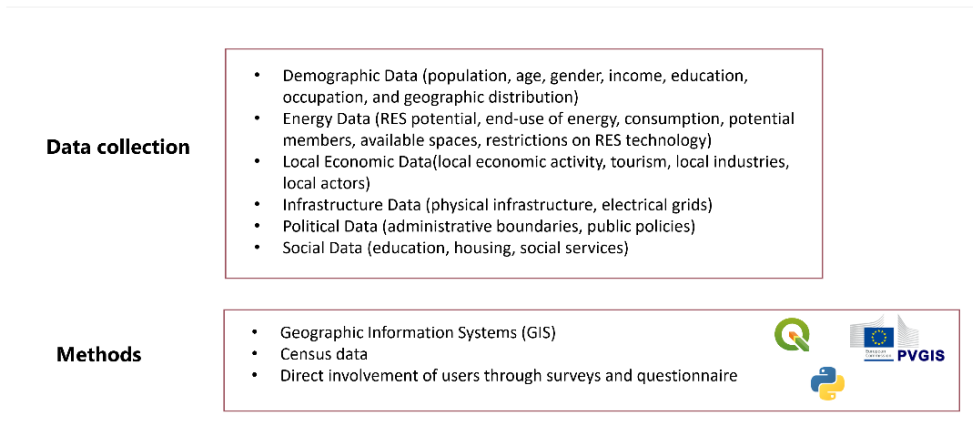 • Demographic Data (population, age, gender, income, education,
occupation, and geographic distribution)
• Energy Data (RES potential, end-use of energy, consumption, potential
members, available spaces, restrictions on RES technology)
Data collection
• Local Economic Data(local economic activity, tourism, local industries,
local actors)
• Infrastructure Data (physical infrastructure, electrical grids)
• Political Data (administrative boundaries, public policies)
• Social Data (education, housing, social services)
Methods
• Geographic Information Systems (GIS)
• Census data
• Direct involvement of users through surveys and questionnaire
European
Commission
PVGIS